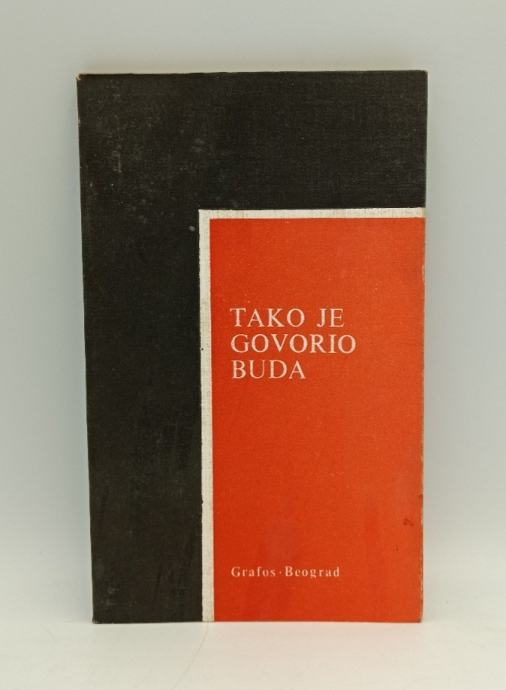 TAKO JE
GOVORIO
BUDA
Grafos · Beograd